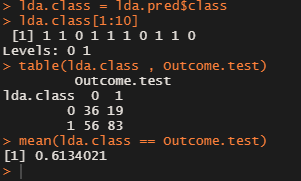 > lda.class = lda.pred$class
> lda.class[1:10]
 [1] 1 1 0 1 1 1 0 1 1 0
Levels: 0 1
> table(lda.class , Outcome.test)
         Outcome.test
lda.class  0  1
        0 36 19
        1 56 83
> mean(lda.class == Outcome.test)
[1] 0.6134021
>